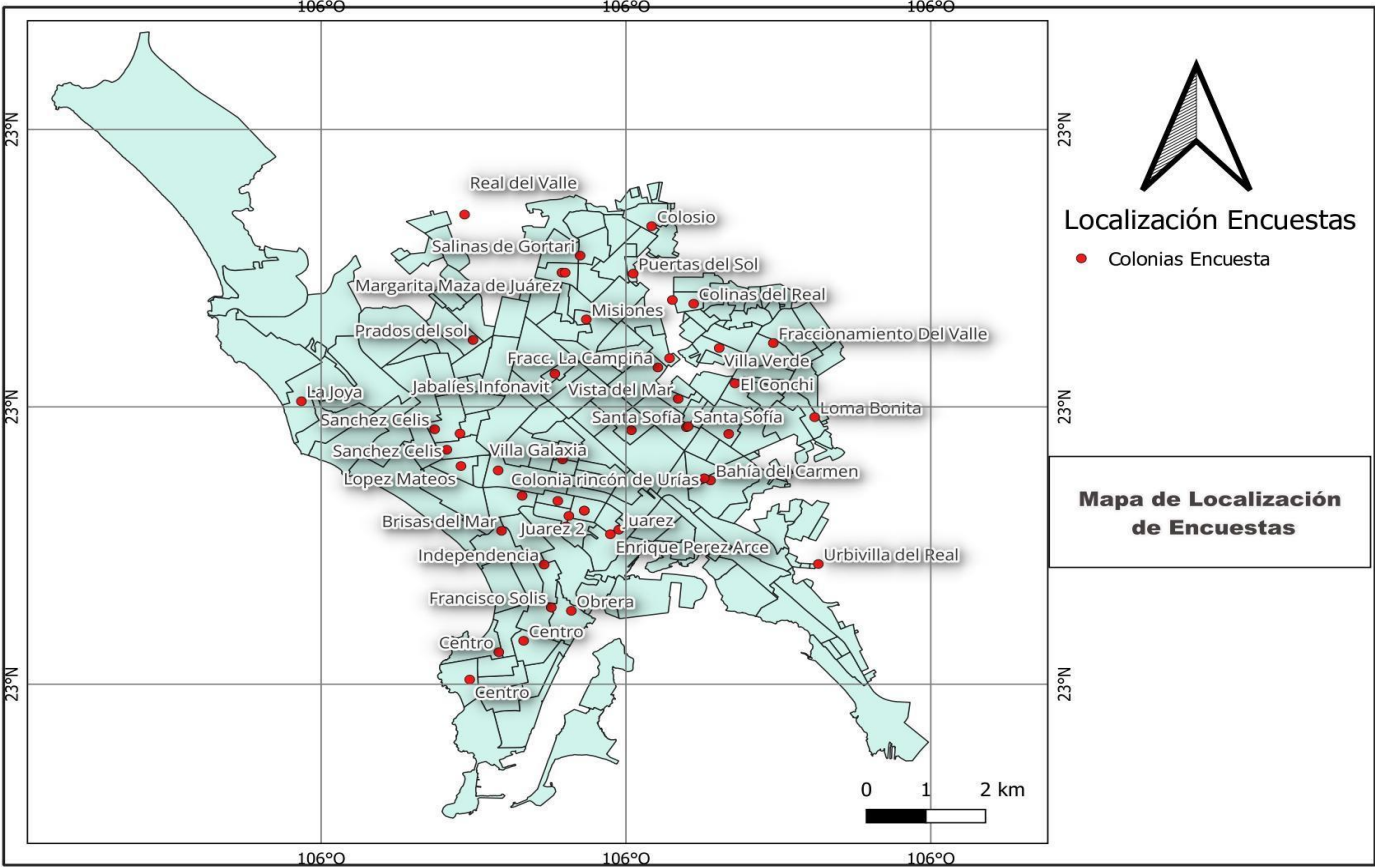 106°O 106°O 106°O
23°N 23°N
Real del Valle
Colosio
Salinas de Gortari
Puertas del Sol
Margarita Maza de Juárez
Colinas del Real
Misiones
Prados del sol
Fraccionamiento Del Valle
Fracc. La Campiña
Villa Verde
Jabalíes Infonavit
Vista del Mar
El Conchi
La Joya
23°N 23°N
Loma Bonita
Sanchez Celis
Santa Sofía
Santa Sofía
Sanchez Celis
Villa Galaxia
Lopez Mateos
Colonia rincón de Urías
Bahía del Carmen
Brisas del Mar
Juarez 2
Juarez
Enrique Perez Arce
Independencia
Urbivilla del Real
Francisco Solis
Obrera
Centro
Centro
23°N 23°N
Centro
0 1 2 km
106°O 106°O 106°O
Localización Encuestas
Colonias Encuesta
Mapa de Localización
de Encuestas